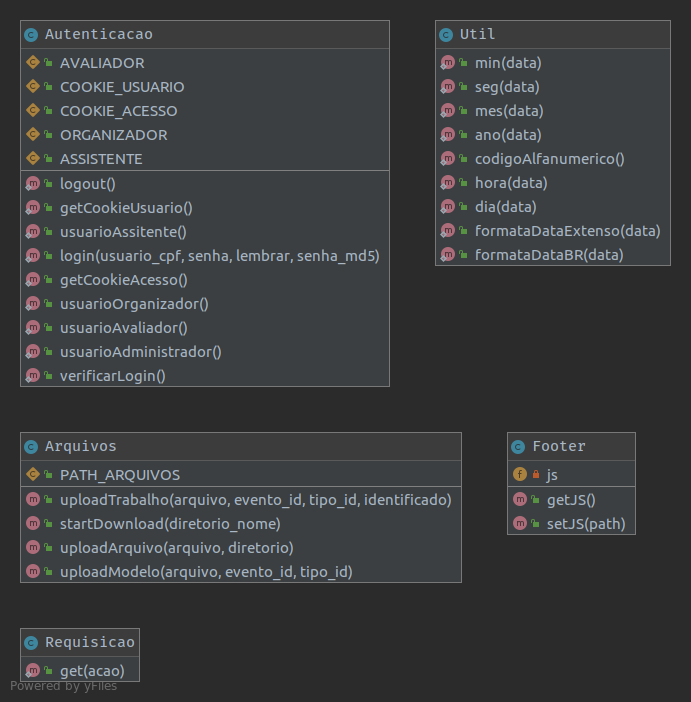 Autenticacao
AVALIADOR
COOKIE_USUARIO
COOKIE_ACESSO
ORGANIZADOR
ASSISTENTE
logout()
getCookieUsuario()
usuarioAssitente()
login(usuario_cpf, senha, lembrar, senha_md5)
getCookieAcesso()
usuarioOrganizador()
usuarioAvaliador()
usuarioAdministrador()
verificarLogin()
Util
min(data)
seg(data)
mes(data)
ano(data)
codigoAlfanumerico()
hora(data)
dia(data)
formataDataExtenso(data)
formataDataBR(data)
Arquivos
PATH_ARQUIVOS
uploadTrabalho(arquivo, evento_id, tipo_id, identificado)
startDownload(diretorio_nome)
uploadArquivo(arquivo, diretorio)
uploadModelo(arquivo, evento_id, tipo_id)
Footer
js
getJS()
setJS(path)
Requisicao
get(acao)
Powered by yFiles